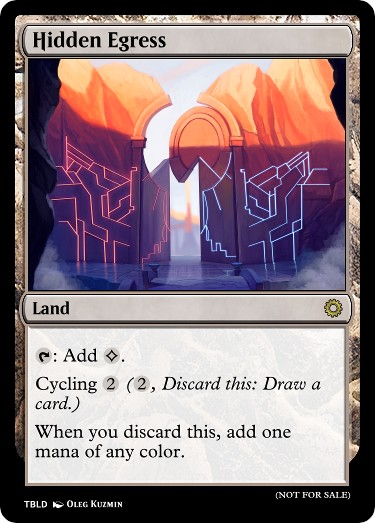 Hidden Egress
Land
: Add .
Cycling 2 (2, Discard this: Draw a
card.)
When you discard this, add one
mana of any color.
TBLD Oleg Kuzmin
(NOT FOR SALE)